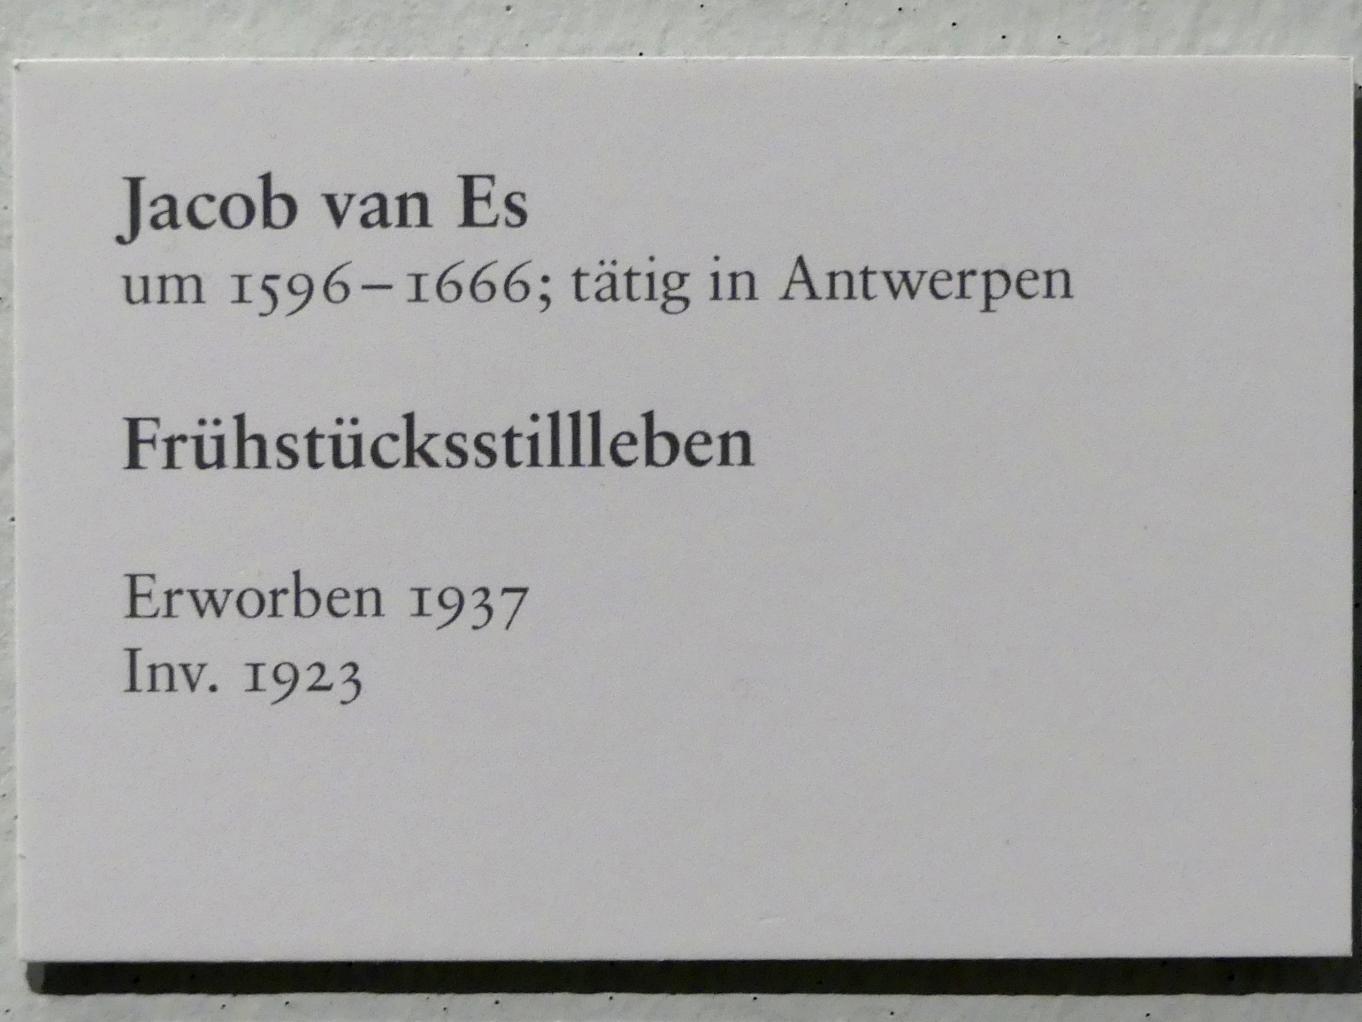 Jacob van Es
um 1596–1666; tätig in Antwerpen
Frühstücksstillleben
Erworben 1937
Inv. 1923